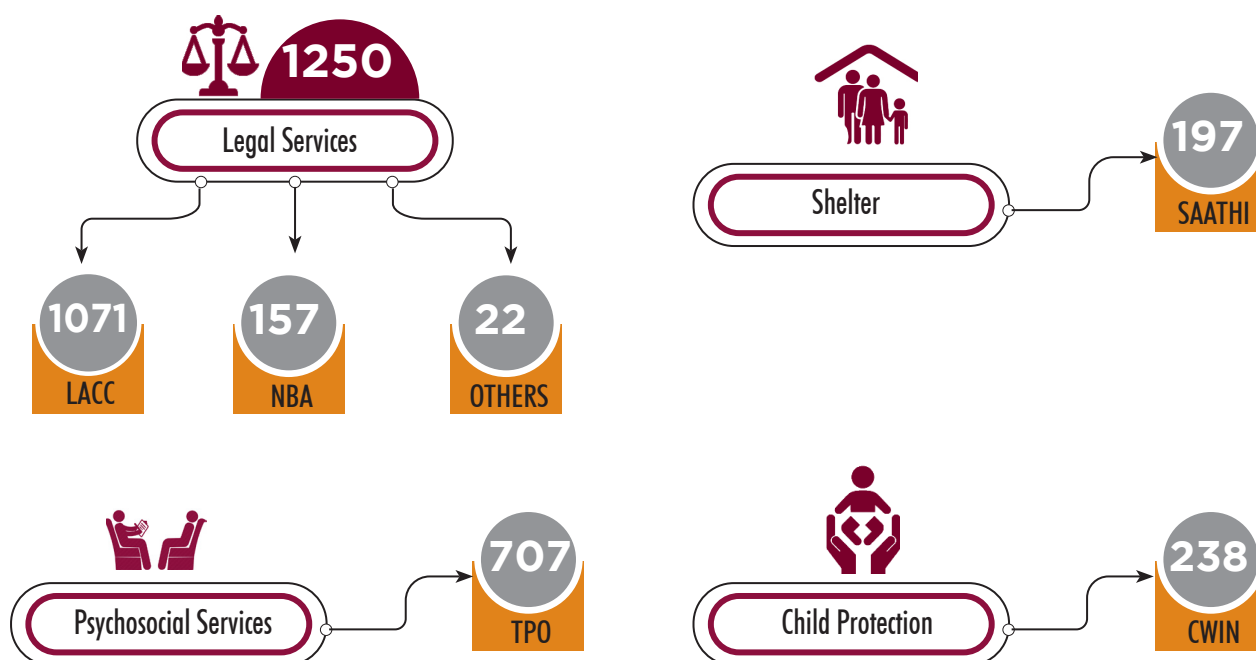 1250
Legal Services
1071
LACC
157
NBA
22
OTHERS
Shelter
197
SAATHI
Psychosocial Services
707
TPO
Child Protection
238
CWIN